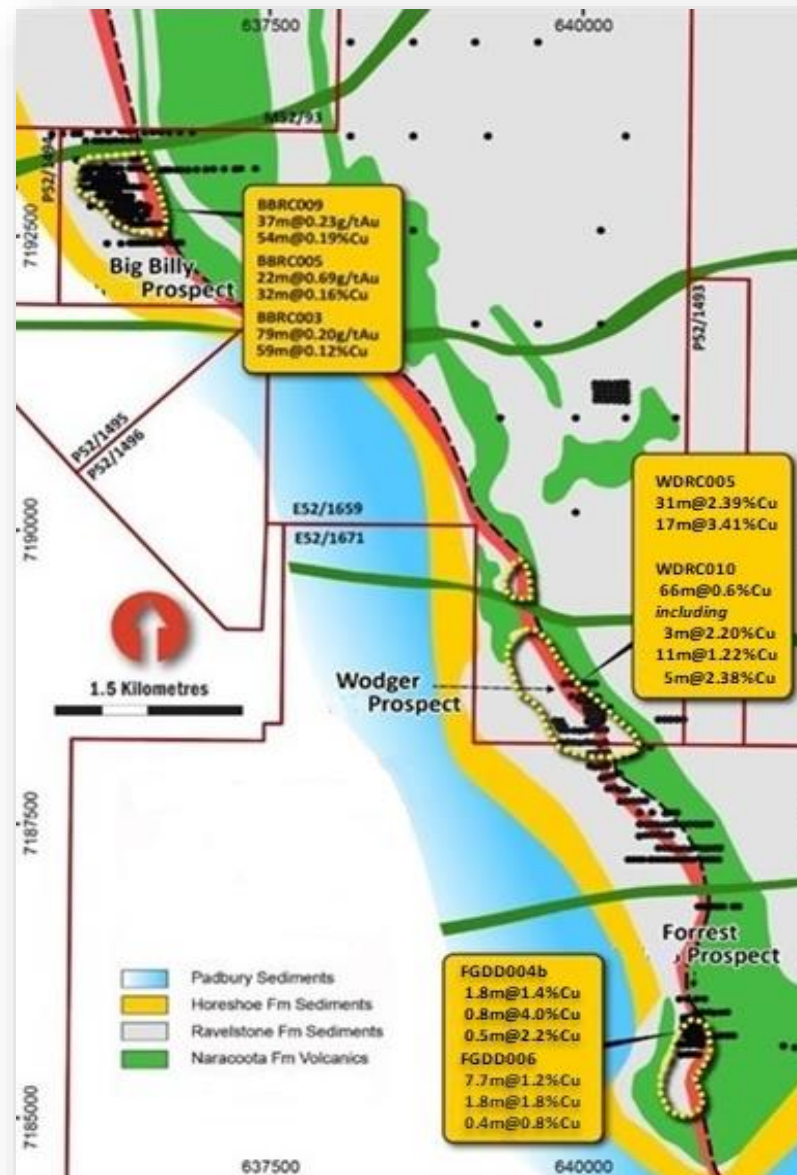 637500
640000
M52/93
P52/1494
7192500
BBRC009
37m@0.23g/tAu
54m@0.19%Cu
BBRC005
22m@0.69g/tAu
32m@0.16%Cu
BBRC003
79m@0.20g/tAu
59m@0.12%Cu
Big Billy
Prospect
P52/1493
P52/1495
P52/1496
WDRC005
31m@2.39%Cu
17m@3.41%Cu
WDRC010
66m@0.6%Cu
including
3m@2.20%Cu
11m@1.22%Cu
5m@2.38%Cu
7190000
E52/1659
E52/1671
1.5 Kilometres
Wodger
Prospect
7187500
Forrest
Prospect
FGDD004b
1.8m@1.4%Cu
0.8m@4.0%Cu
0.5m@2.2%Cu
FGDD006
7.7m@1.2%Cu
1.8m@1.8%Cu
0.4m@0.8%Cu
Padbury Sediments
Horeshoe Fm Sediments
Ravelstone Fm Sediments
Naracoota Fm Volcanics
7185000
637500
640000